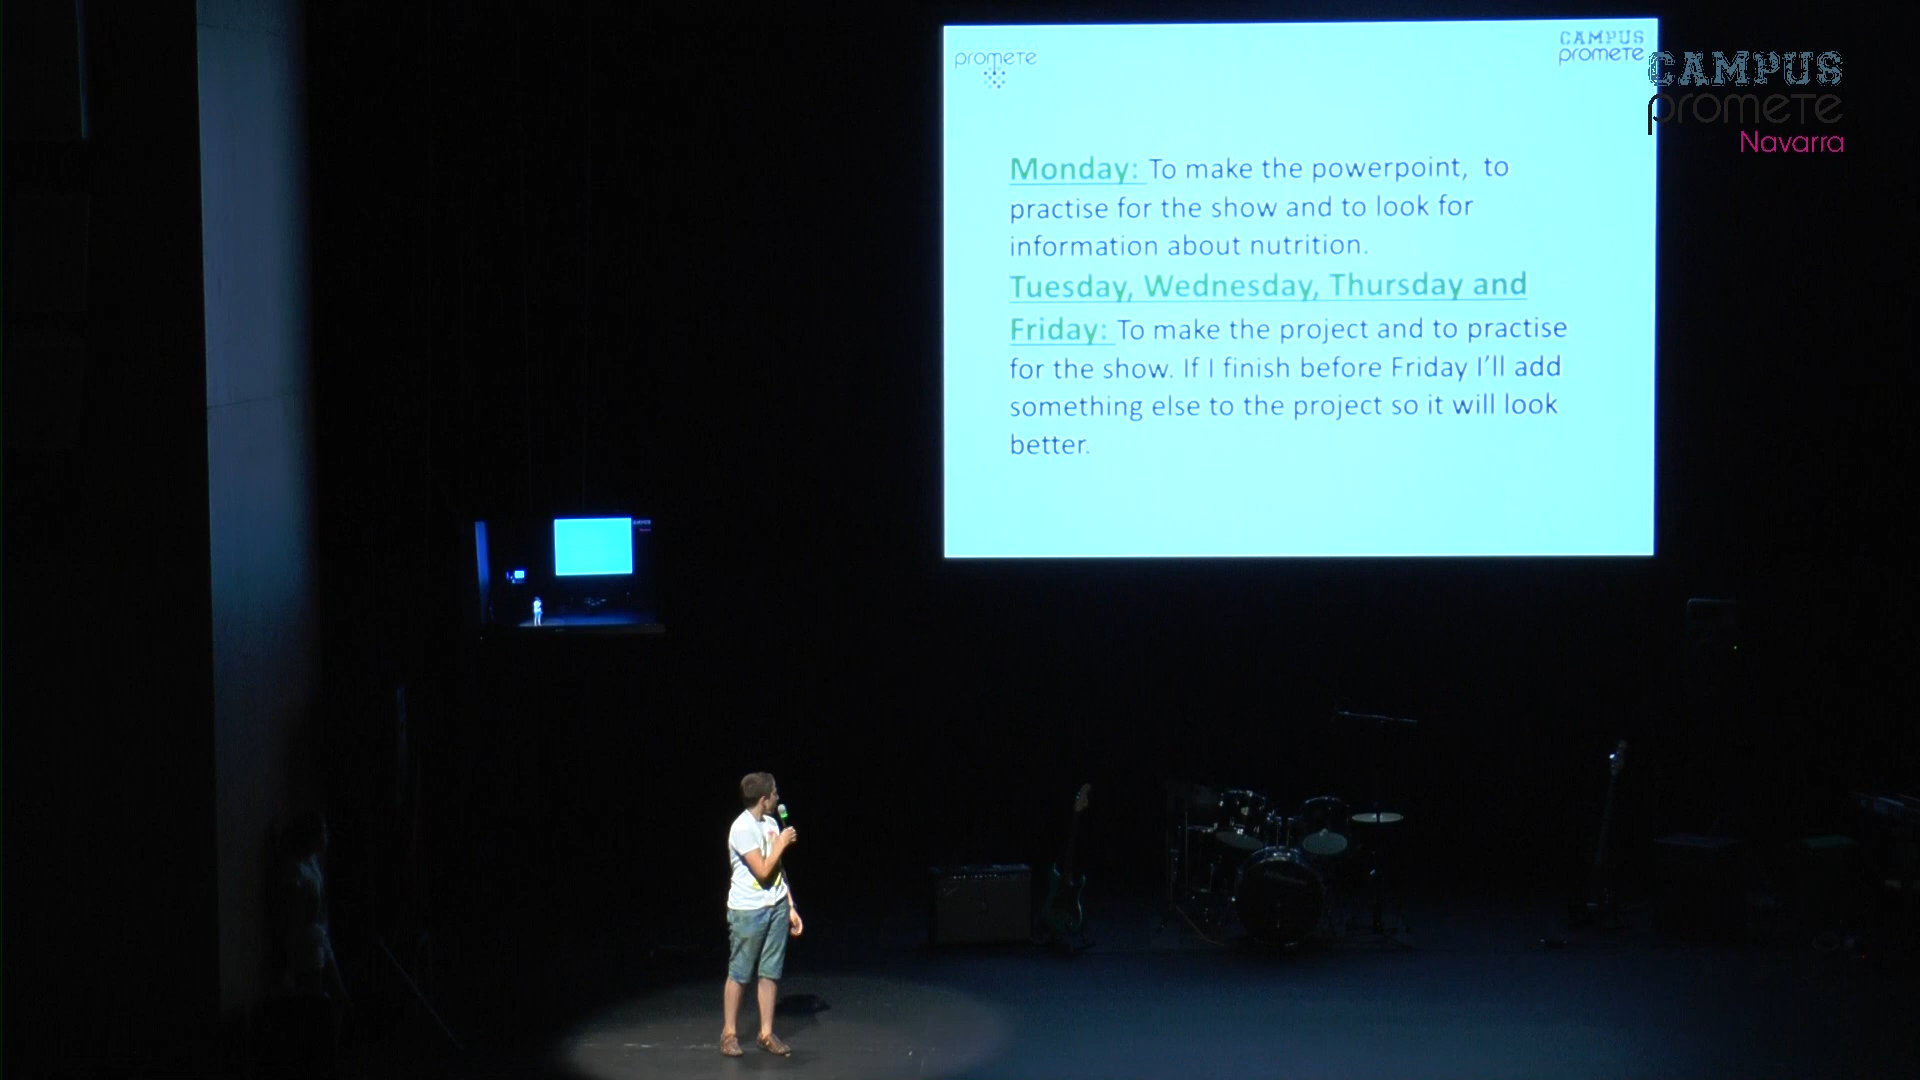 promete
CAMPUS
promete
CAMPUS
promete
Navarra
Monday: To make the powerpoint, to
practise for the show and to look for
information about nutrition.
Tuesday, Wednesday, Thursday and
Friday: To make the project and to practise
for the show. If I finish before Friday I'll add
something else to the project so it will look
better.